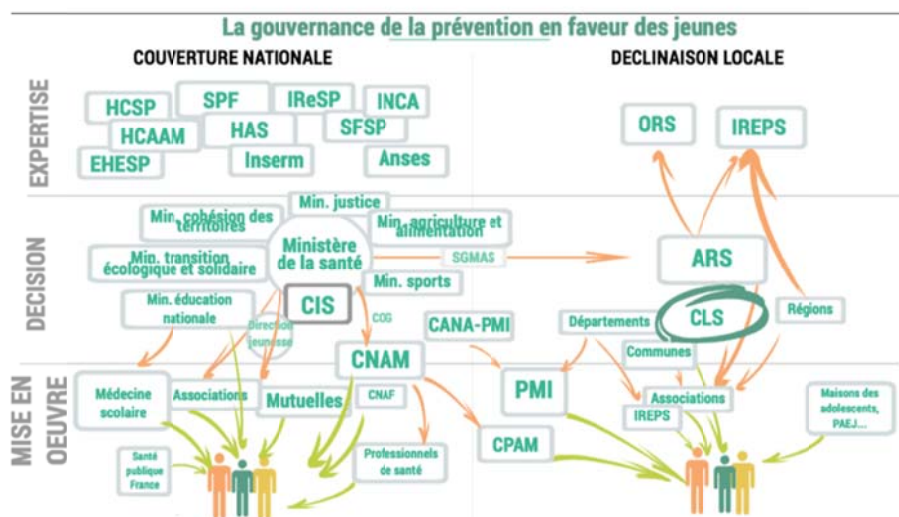 La gouvernance de la prévention en faveur des jeunes
COUVERTURE NATIONALE
DECLINAISON LOCALE
EXPERTISE
HCSP
SPF
IReSP
INCA
HCAAM
HAS
SFSP
EHESP
Inserm
Anses
ORS
IREPS
DECISION
Min. justice
Min. cohésion des
territoires
Min. agriculture et
alimentation
Ministère
de la santé
SGMAS
ARS
Min. transition
écologique et solidaire
Min. sports
CIS
Min. éducation
nationale
Direction
jeunesse
COG
CANA-PMI
Départements
CLS
Régions
Communes
CNAM
MISE EN
OEUVRE
Médecine
scolaire
Associations
Mutuelles
CNAF
PMI
Associations
IREPS
Maisons des
adolescents,
PAEJ...
CPAM
Professionnels
de santé
Santé
publique
France